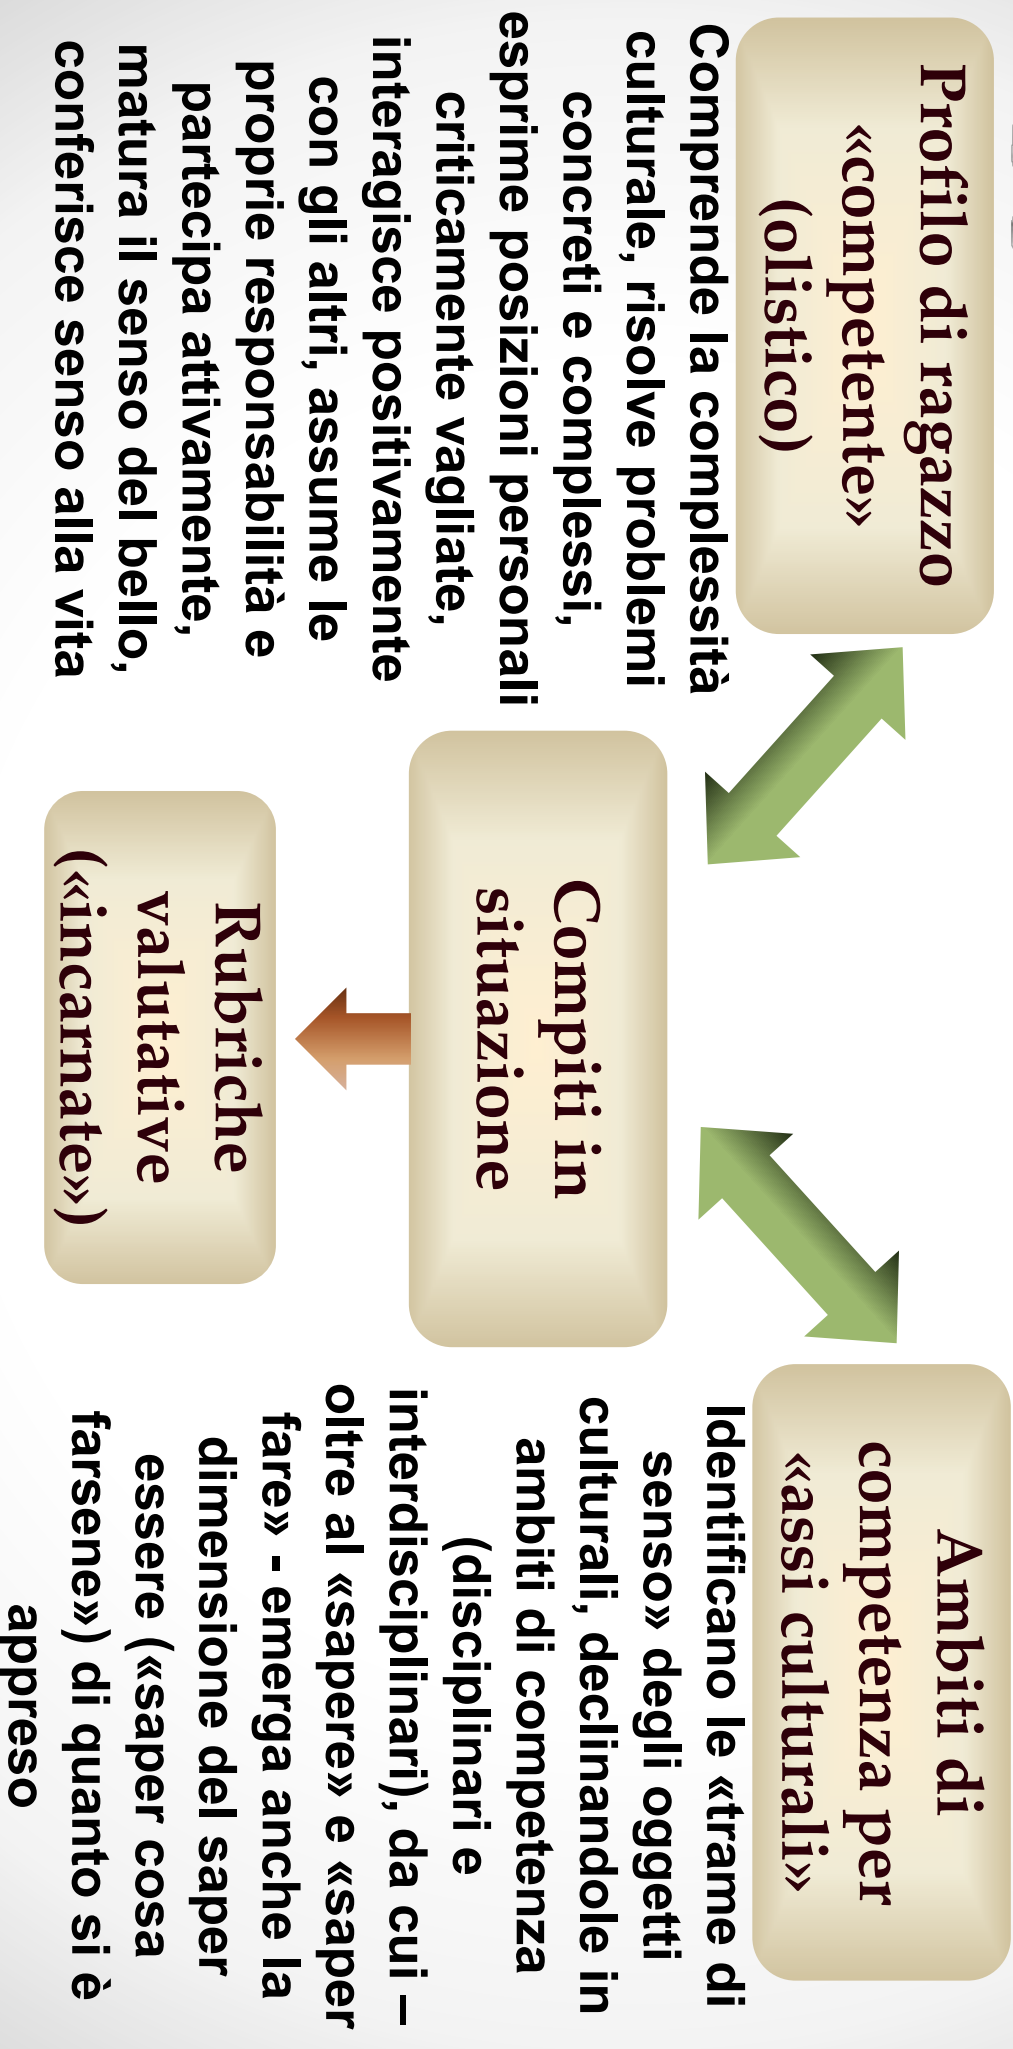 Profilo di ragazzo
«competente»
(olistico)
Comprende la complessità
culturale, risolve problemi
concreti e complessi,
esprime posizioni personali
criticamente vagliate,
interagisce positivamente
con gli altri, assume le
proprie responsabilità e
partecipa attivamente,
matura il senso del bello,
conferisce senso alla vita
Compiti in
situazione
Rubriche
valutative
(«incarnate»)
Ambiti di
competenza per
«assi culturali»
Identificano le «trame di
senso» degli oggetti
culturali, declinandole in
ambiti di competenza
(disciplinari e
interdisciplinari), da cui –
oltre al «sapere» e «saper
fare» - emerga anche la
dimensione del saper
essere («saper cosa
farsene») di quanto si è
appreso